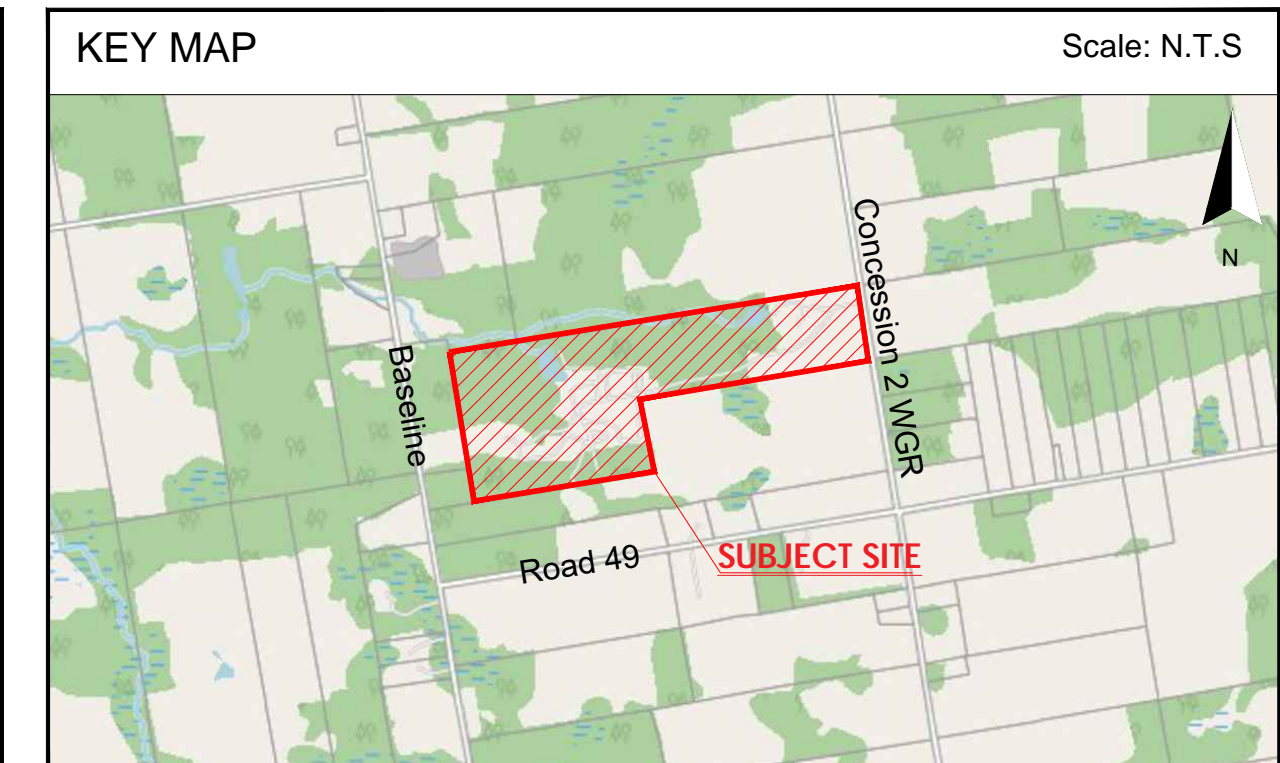 KEY MAP
Scale: N.T.S
N
Concession 2 WGR
Baseline
Road 49
SUBJECT SITE